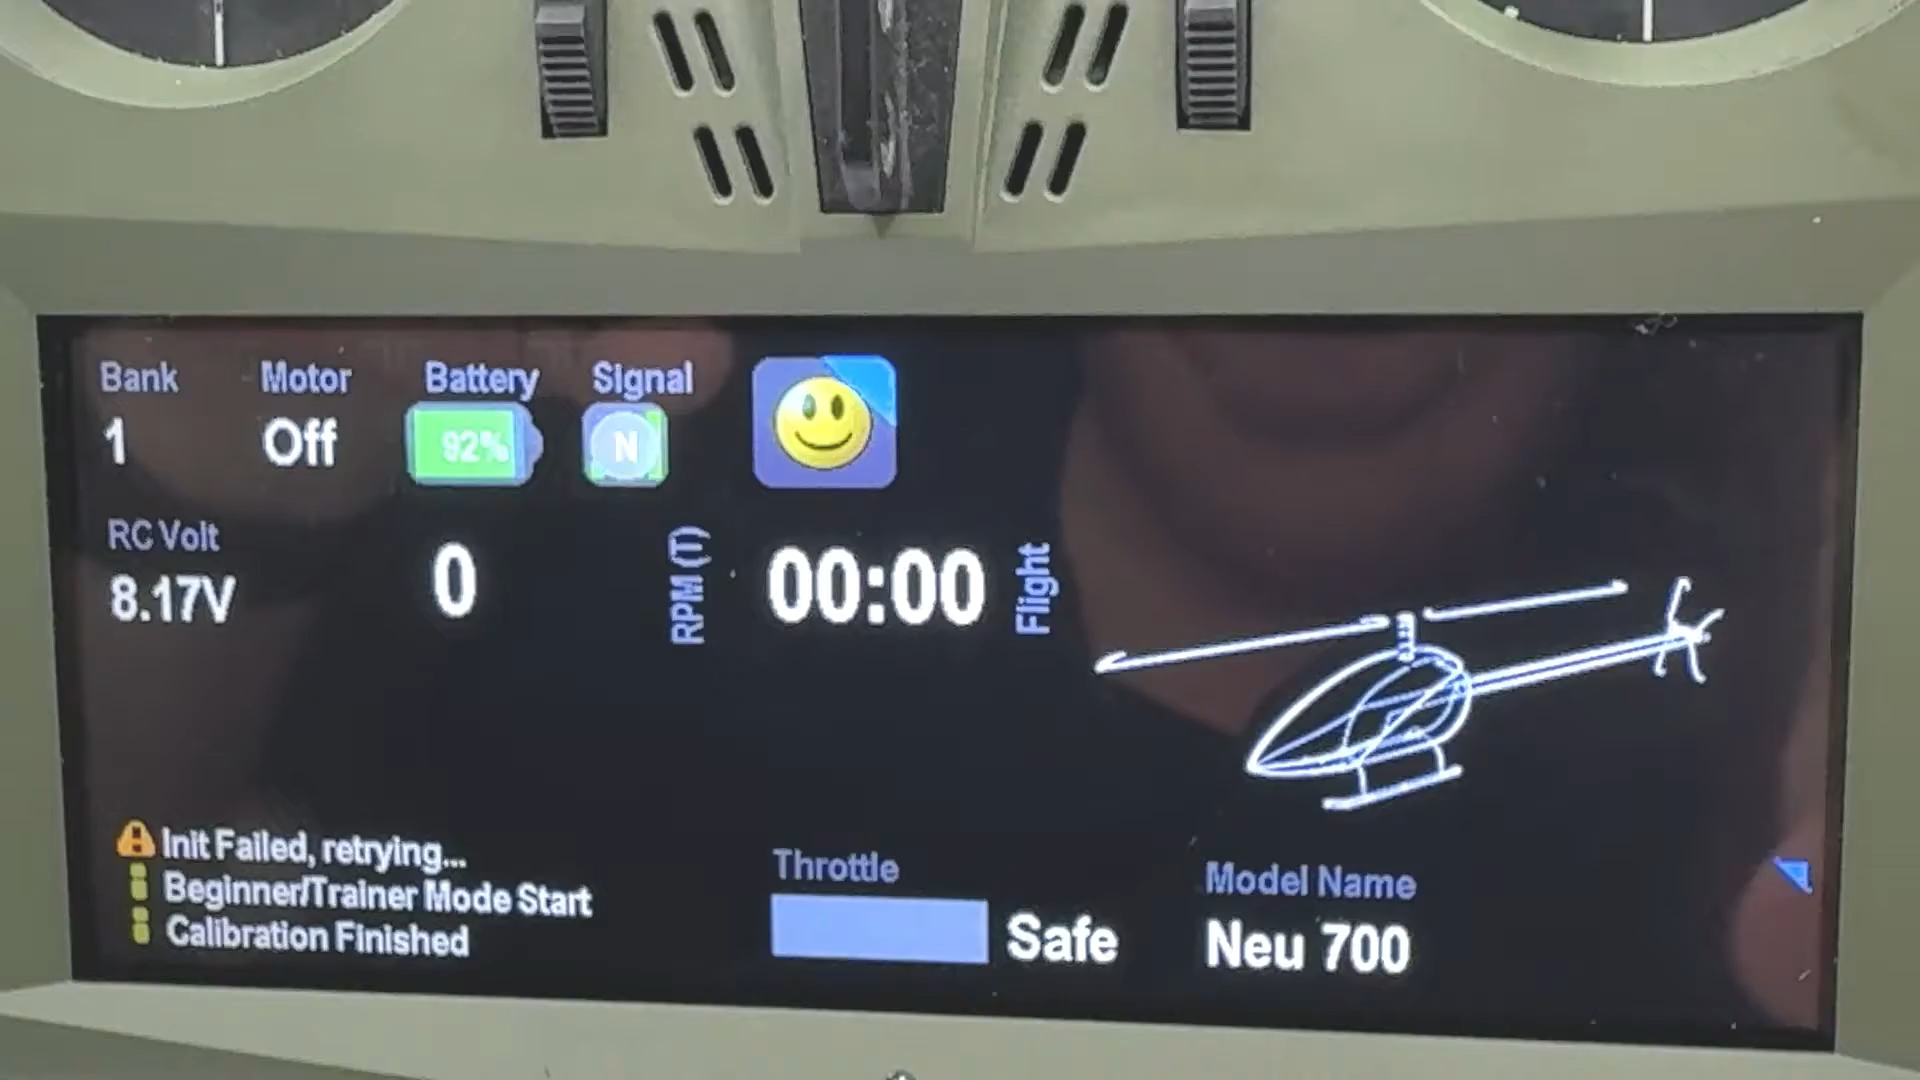 Bank Motor Battery Signal
1 Off 92% N
RC Volt
8.17V 0 RPM (T) 00:00 Flight
Init Failed, retrying...
Beginner/Trainer Mode Start
Calibration Finished
Throttle
Safe
Model Name
Neu 700